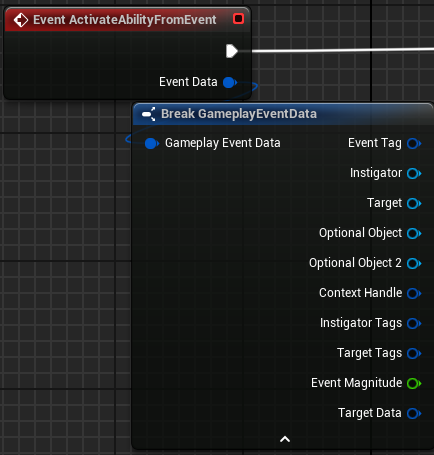 Event ActivateAbilityFromEvent
Event Data
Break GameplayEventData
Gameplay Event Data Event Tag
Instigator
Target
Optional Object
Optional Object 2
Context Handle
Instigator Tags
Target Tags
Event Magnitude
Target Data